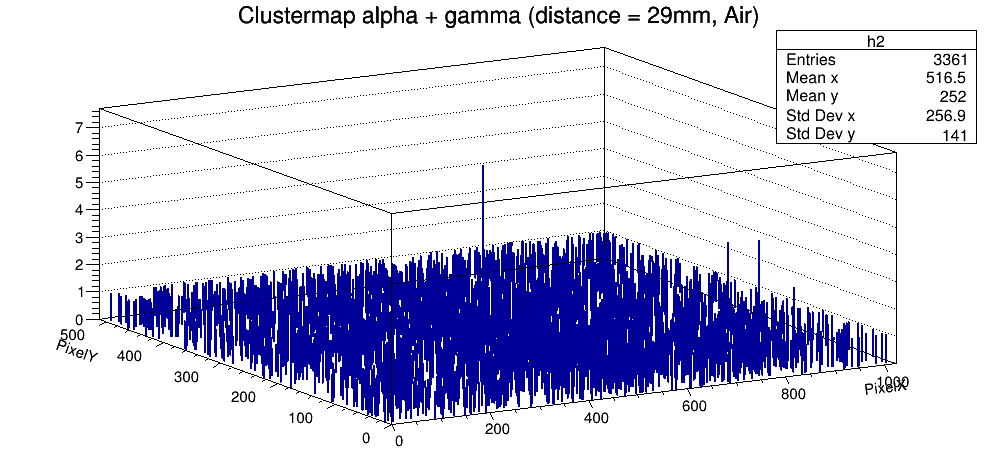 Clustermap alpha + gamma (distance = 29mm, Air)
h2
Entries 3361
Mean x 516.5
Mean y 252
Std Dev x 256.9
Std Dev y 141
7
6
5
4
3
2
1
0
500
PixelY
400
300
200
100
0
0
200
400
600
800
1000
PixelX